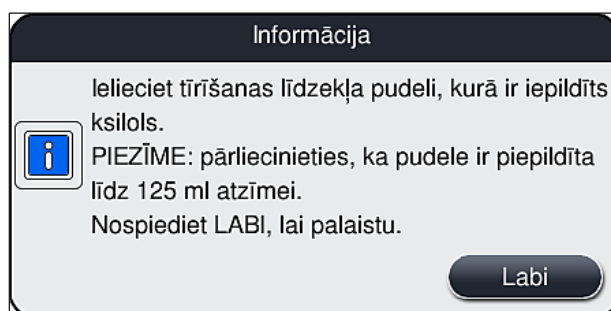 Informācija
Ielieciet tīrīšanas līdzekļa pudeli, kurā ir iepildīts
ksilols.
PIEZĪME: pārliecinieties, ka pudele ir piepildīta
līdz 125 ml atzīmei.
Nospiediet LABI, lai palaistu.
Labi